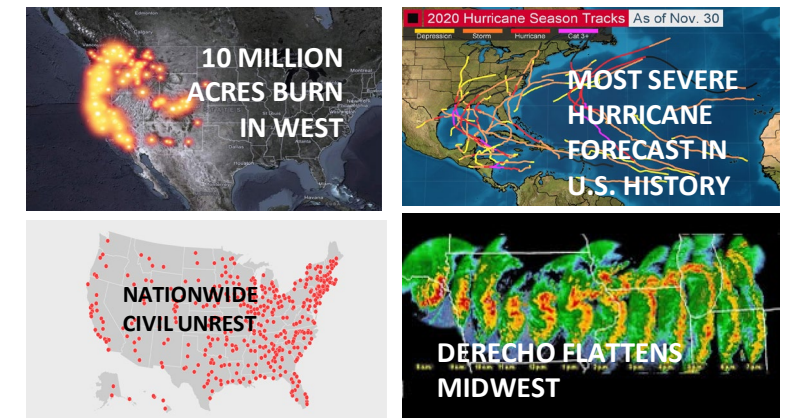 10 MILLION
ACRES BURN
IN WEST
2020 Hurricane Season Tracks As of Nov. 30
Depression Storm Hurricane Cat 3+
MOST SEVERE
HURRICANE
FORECAST IN
U.S. HISTORY
NATIONWIDE
CIVIL UNREST
DERECHO FLATTENS
MIDWEST